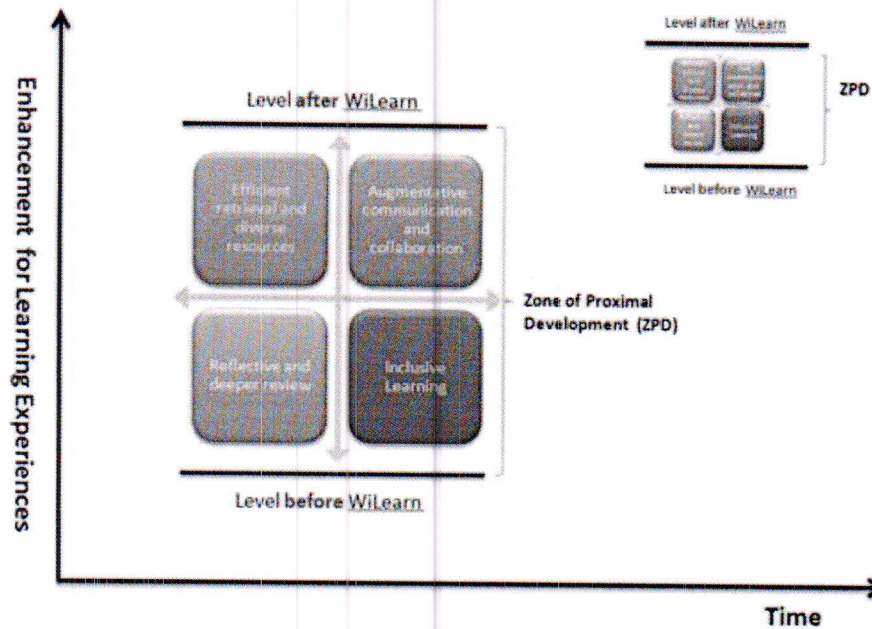 Enhancement for Learning Experiences
Level after WiLearn
Efficient
retrieval and
diverse
resources
Augmentative
communication
and
collaboration
Reflective and
deeper review
Inclusive
Learning
Zone of Proximal
Development (ZPD)
Level before WiLearn
Level after WiLearn
ZPD
Level before WiLearn
Time